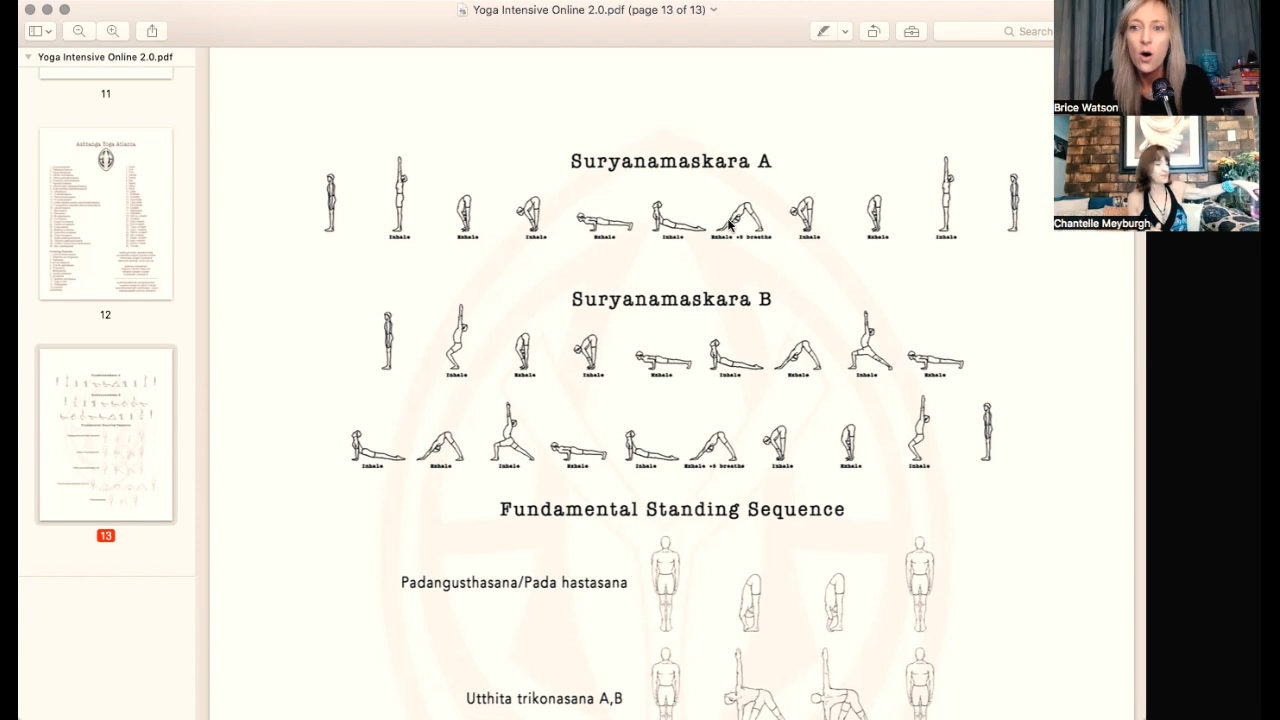 Yoga Intensive Online 2.0.pdf (page 13 of 13)
Search
Yoga Intensive Online 2.0.pdf
11
Ashtanga Yoga Atlanta
12
13
Brice Watson
Chantelle Meyburgh
Suryanamaskara A
Inhale Exhale Inhale Exhale Inhale Exhale +5 breaths Inhale Exhale Inhale
Suryanamaskara B
Inhale Exhale Inhale Exhale Inhale Exhale Inhale Exhale
Inhale Exhale Inhale Exhale Inhale Exhale +5 breaths Inhale Exhale Inhale
Fundamental Standing Sequence
Padangusthasana/Pada hastasana
Utthita trikonasana A,B